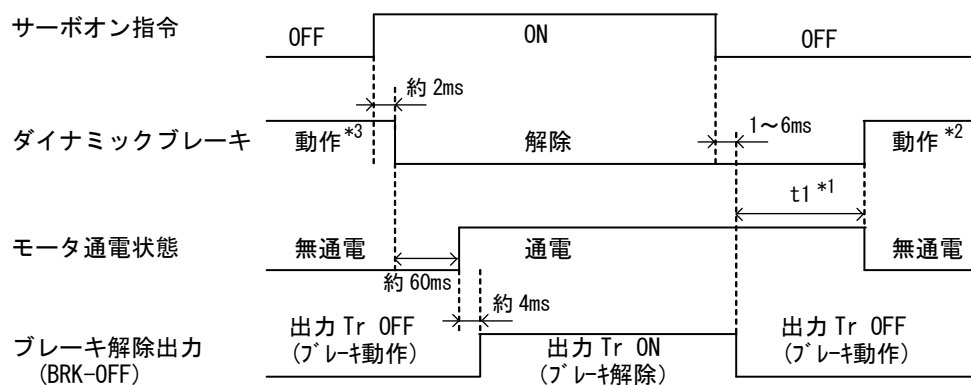 サーボオン指令
OFF
ON
OFF
約 2ms
ダイナミックブレーキ
動作*3
解除
1～6ms
動作*2
t1 *1
モータ通電状態
無通電
通電
無通電
約 60ms
約 4ms
ブレーキ解除出力
(BRK-OFF)
出力 Tr OFF
(ﾌﾞﾚｰｷ動作)
出力 Tr ON
(ﾌﾞﾚｰｷ解除)
出力 Tr OFF
(ﾌﾞﾚｰｷ動作)